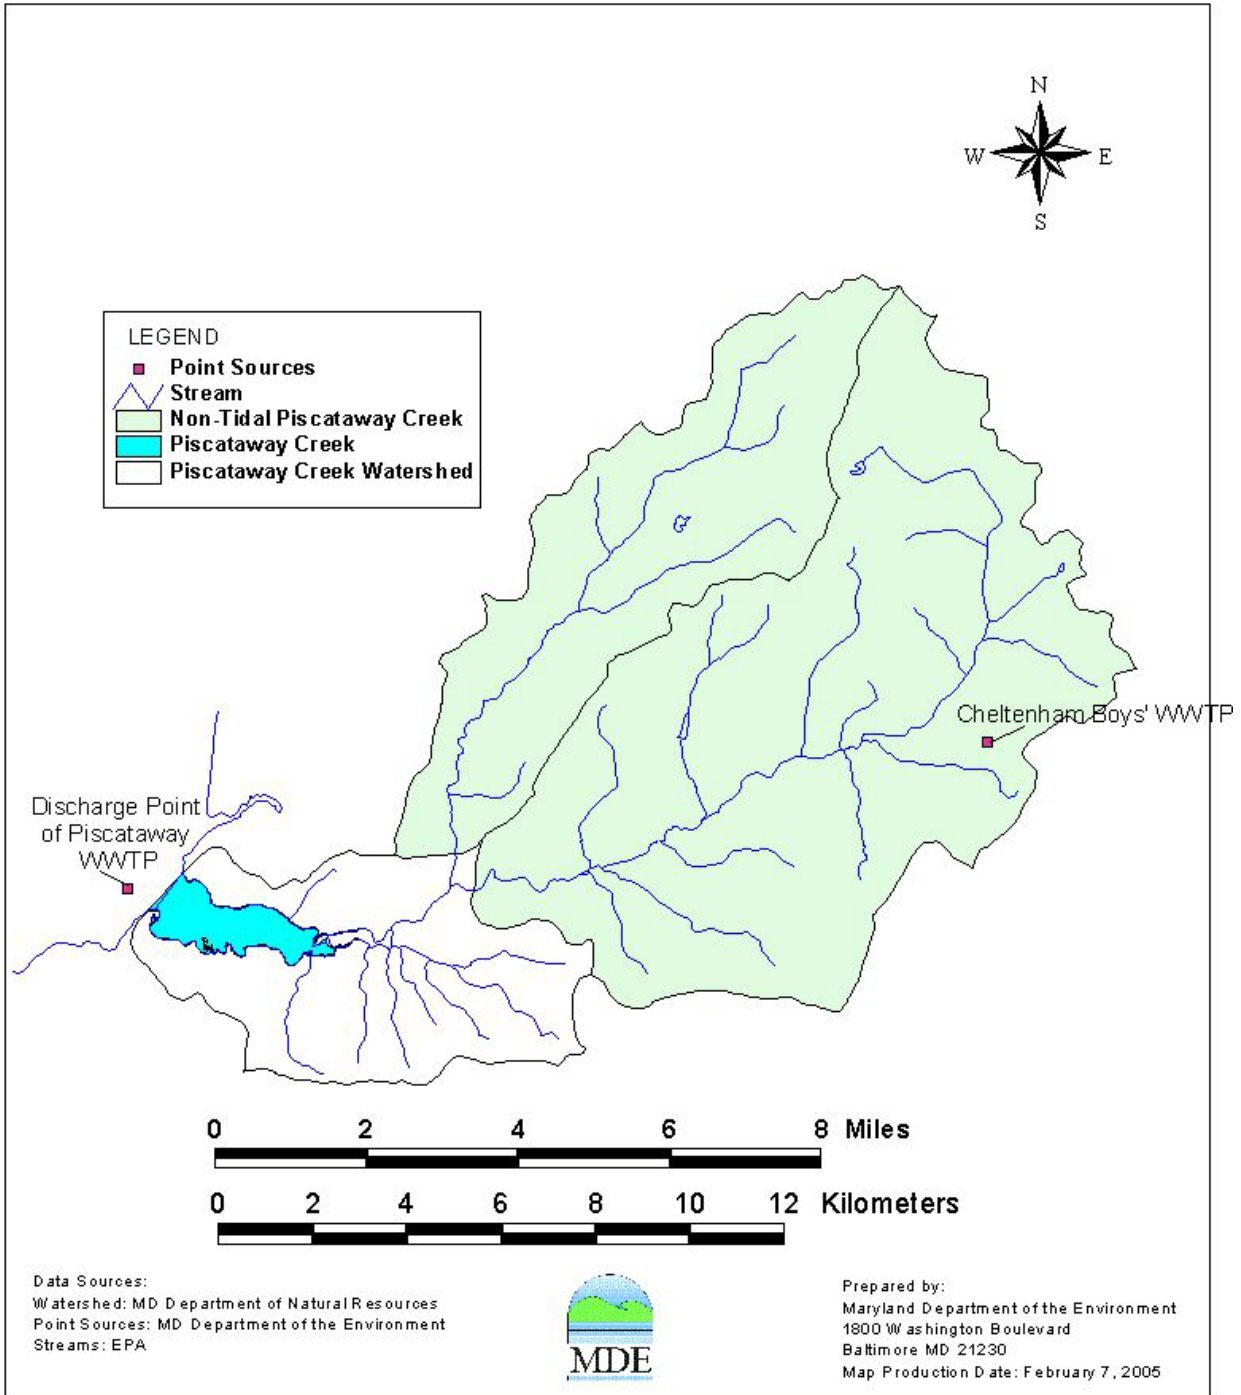 N
W E
S
LEGEND
Point Sources
Stream
Non-Tidal Piscataway Creek
Piscataway Creek
Piscataway Creek Watershed
Cheltenham Boys' WWTP
Discharge Point
of Piscataway
WWTP
0 2 4 6 8 Miles
0 2 4 6 8 10 12 Kilometers
Data Sources:
Watershed: MD Department of Natural Resources
Point Sources: MD Department of the Environment
Streams: EPA
MDE
Prepared by:
Maryland Department of the Environment
1800 Washington Boulevard
Baltimore MD 21230
Map Production Date: February 7, 2005